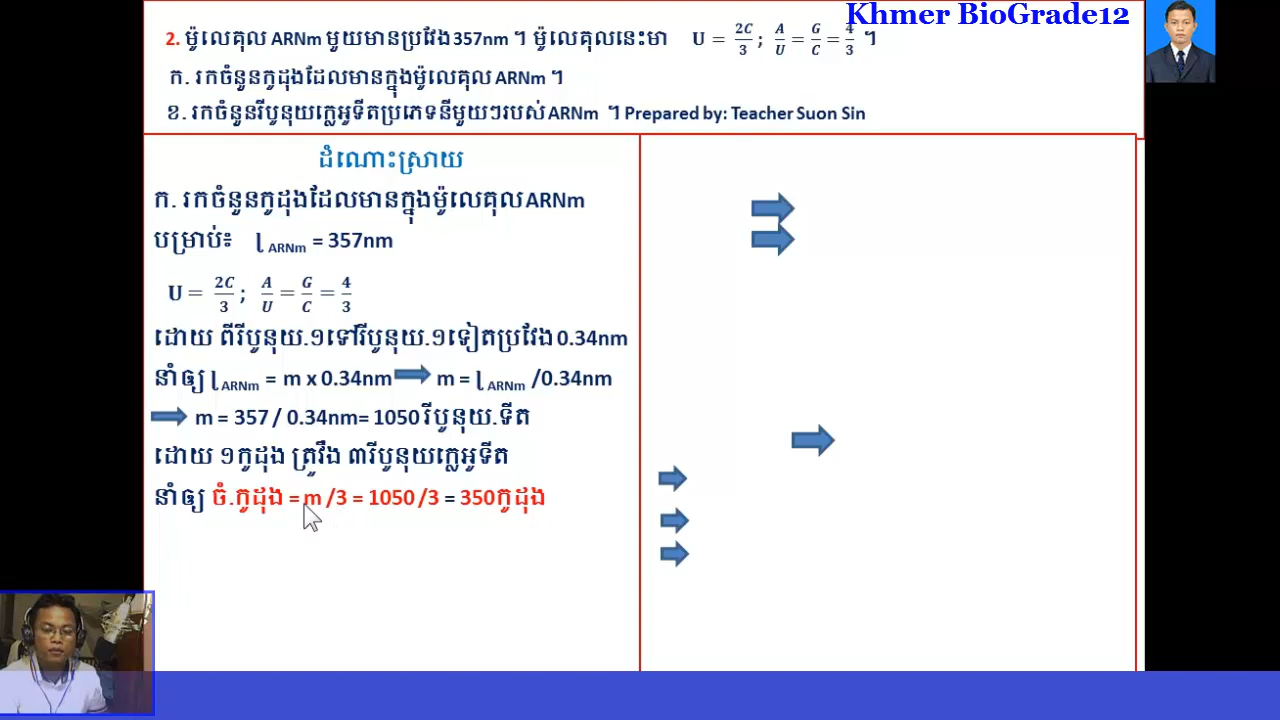 Khmer BioGrade12
2. ម៉ូលេគុល ARNm មួយមានប្រវែង 357nm ។ ម៉ូលេគុលនេះមា U = 2C/3 ; A/U = G/C = 4/3 ។
ក. រកចំនួនកូដុងដែលមានក្នុងម៉ូលេគុល ARNm ។
ខ. រកចំនួនរីបូនុយក្លេអូទីតប្រភេទនីមួយៗរបស់ ARNm ។ Prepared by: Teacher Suon Sin
ដំណោះស្រាយ
ក. រកចំនួនកូដុងដែលមានក្នុងម៉ូលេគុល ARNm
បម្រាប់៖ l ARNm = 357nm
U = 2C/3 ; A/U = G/C = 4/3
ដោយ ពីរីបូនុយ.១ទៅរីបូនុយ.១ទៀតប្រវែង 0.34nm
នាំឲ្យ l ARNm = m x 0.34nm m = l ARNm /0.34nm
m = 357 / 0.34nm= 1050 រីបូនុយ.ទីត
ដោយ ១កូដុង ត្រូវឹង ៣រីបូនុយក្លេអូទីត
នាំឲ្យ ចំ.កូដុង = m /3 = 1050 /3 = 350កូដុង